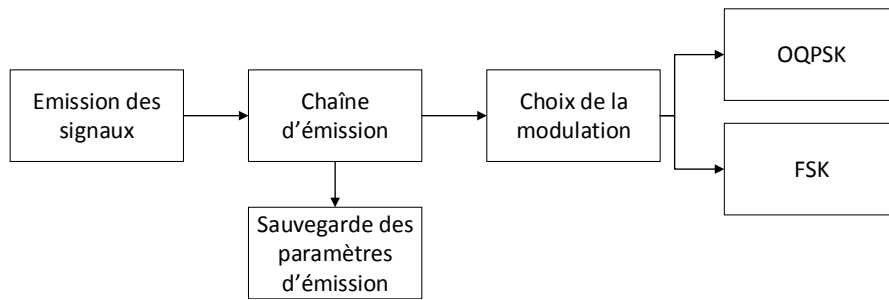 Emission des
signaux
Chaîne
d’émission
Choix de la
modulation
OQPSK
FSK
Sauvegarde des
paramètres
d’émission